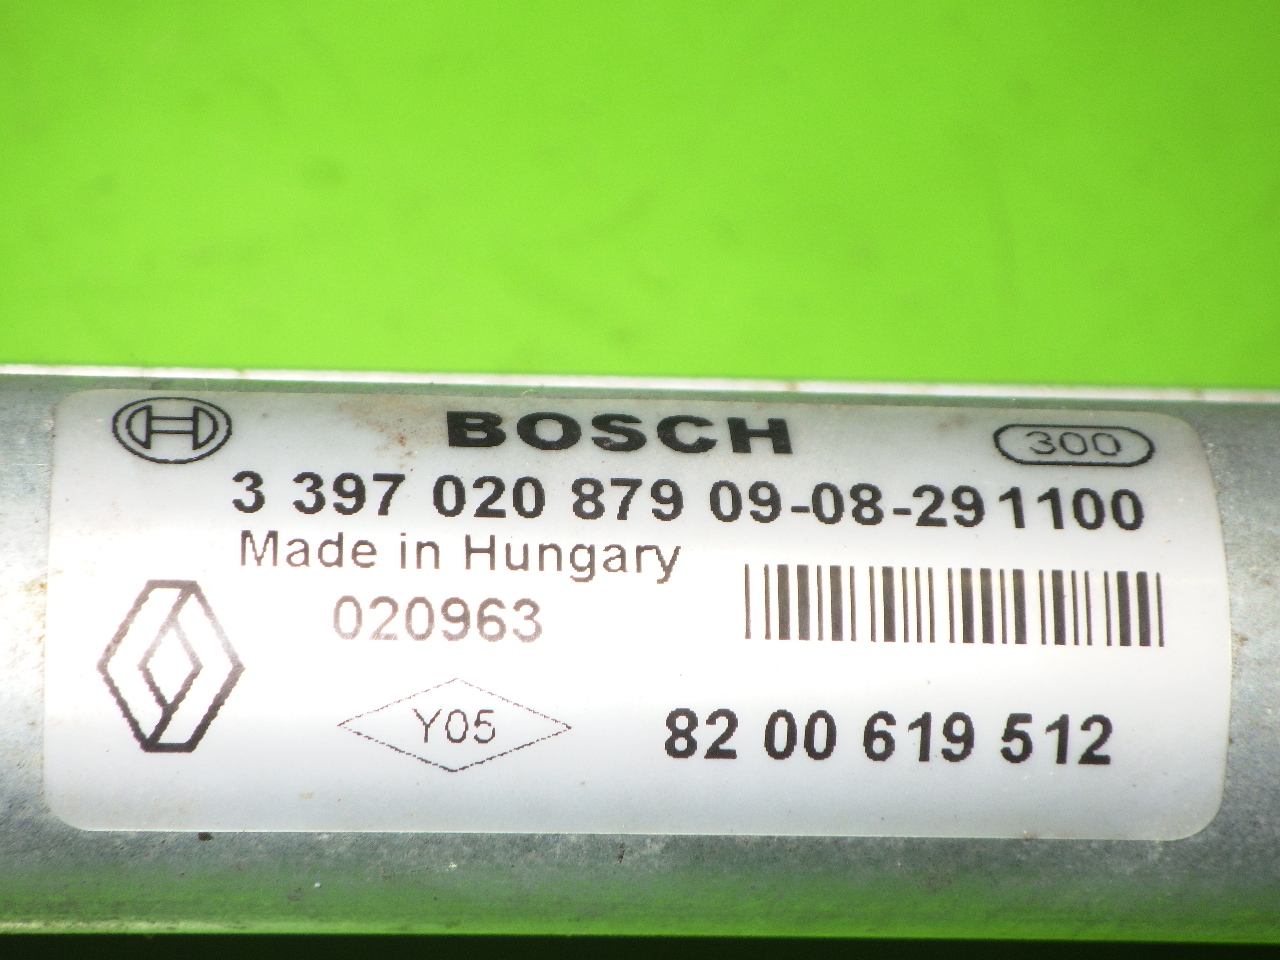 BOSCH 300
3 397 020 879 09-08-29 1100
Made in Hungary
020963
Y05 82 00 619 512